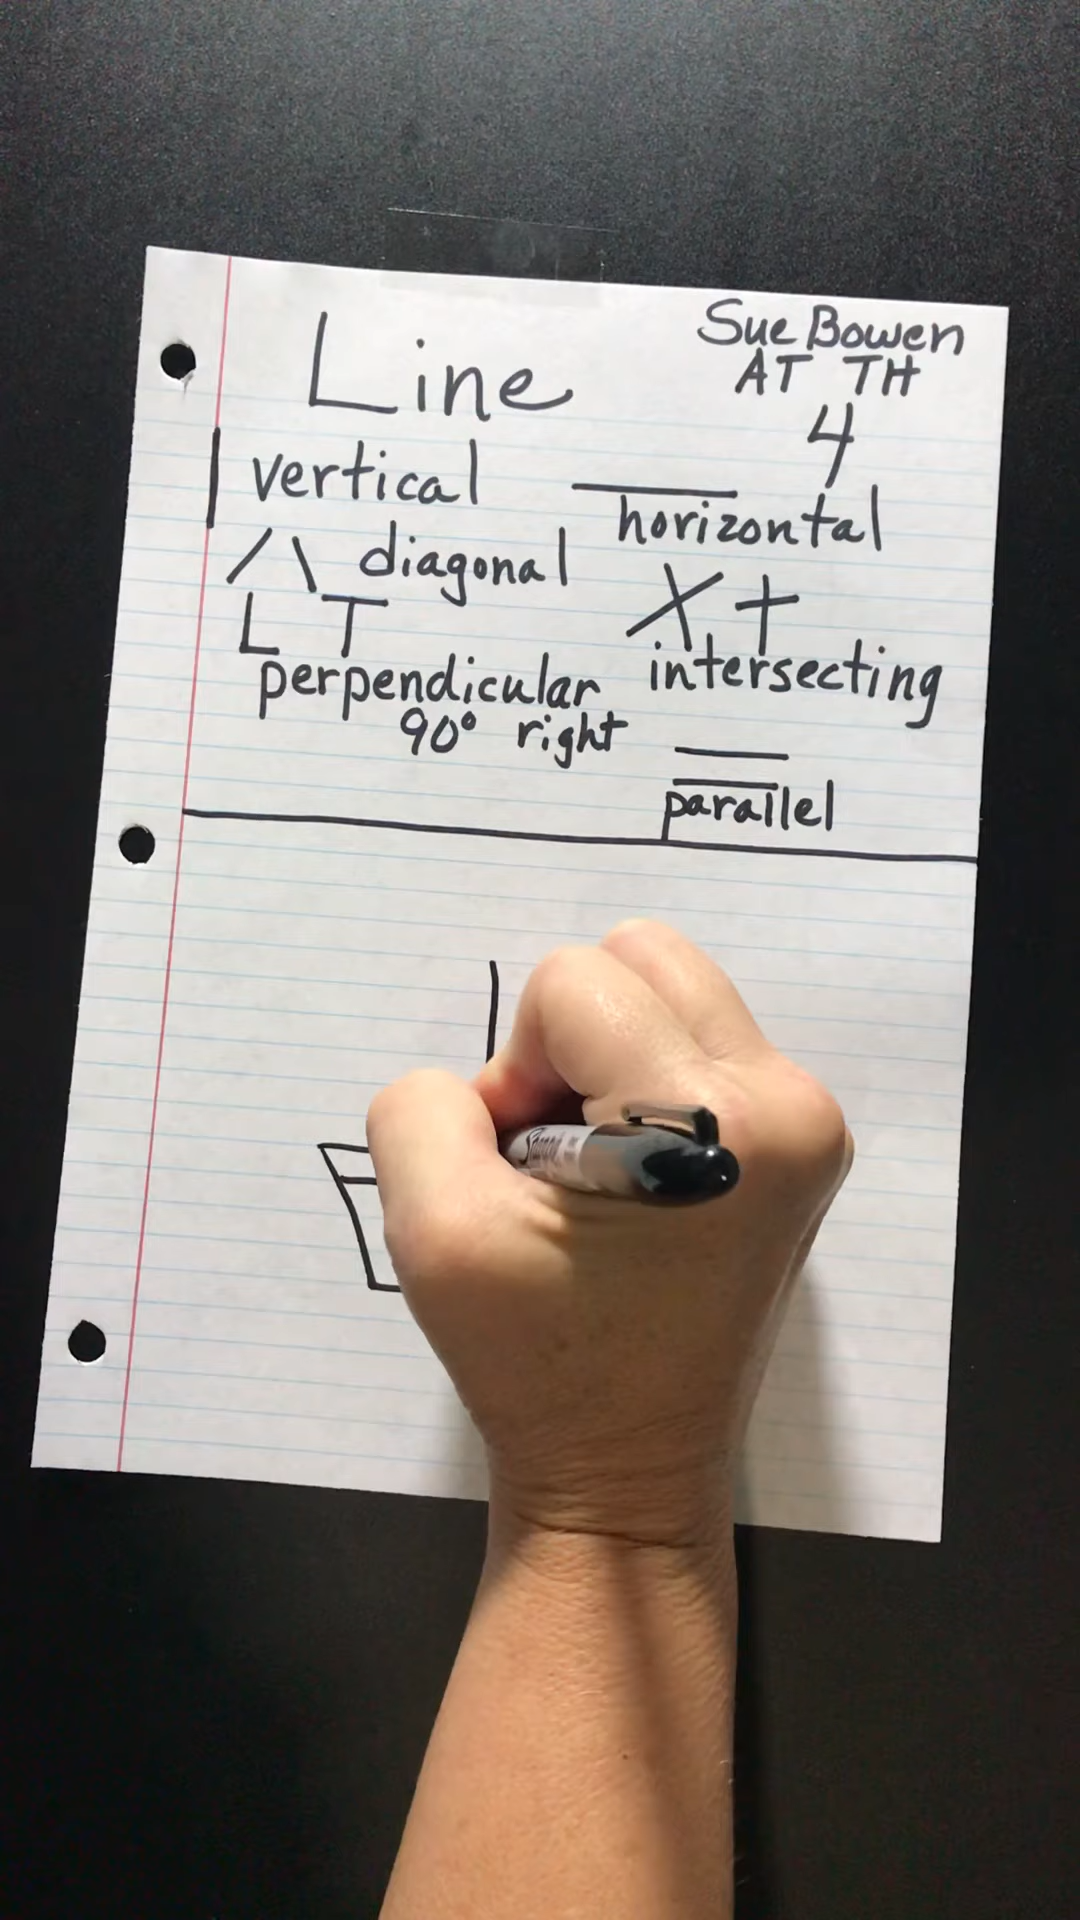 Sue Bowen
AT TH
4
Line
vertical
horizontal
diagonal
intersecting
perpendicular
90° right
parallel
Sharpie